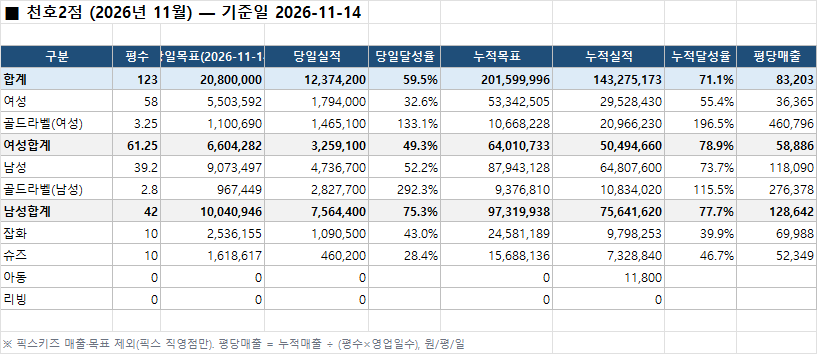 ■ 천호2점 (2026년 11월) — 기준일 2026-11-14
구분 평수 당일목표(2026-11-14 당일실적 당일달성율 누적목표 누적실적 누적달성율 평당매출
합계 123 20,800,000 12,374,200 59.5% 201,599,996 143,275,173 71.1% 83,203
여성 58 5,503,592 1,794,000 32.6% 53,342,505 29,528,430 55.4% 36,365
골드라벨(여성) 3.25 1,100,690 1,465,100 133.1% 10,668,228 20,966,230 196.5% 460,796
여성합계 61.25 6,604,282 3,259,100 49.3% 64,010,733 50,494,660 78.9% 58,886
남성 39.2 9,073,497 4,736,700 52.2% 87,943,128 64,807,600 73.7% 118,090
골드라벨(남성) 2.8 967,449 2,827,700 292.3% 9,376,810 10,834,020 115.5% 276,378
남성합계 42 10,040,946 7,564,400 75.3% 97,319,938 75,641,620 77.7% 128,642
잡화 10 2,536,155 1,090,500 43.0% 24,581,189 9,798,253 39.9% 69,988
슈즈 10 1,618,617 460,200 28.4% 15,688,136 7,328,840 46.7% 52,349
아동 0 0 0 0 11,800
리빙 0 0 0 0 0
※ 픽스키즈 매출·목표 제외(픽스 직영점만). 평당매출 = 누적매출 ÷ (평수×영업일수), 원/평/일